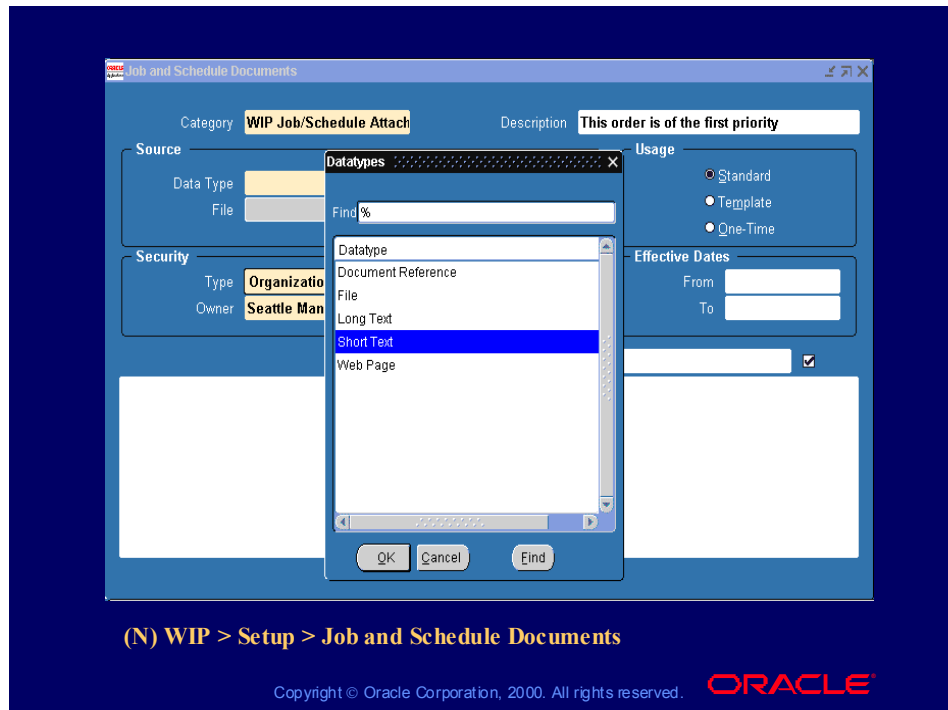 Job and Schedule Documents
Category WIP Job/Schedule Attach Description This order is of the first priority
Source
Data Type
File
Usage
Standard
Template
One-Time
Security
Type Organizatio
Owner Seattle Man
Effective Dates
From
To
Datatypes
Find %
Datatype
Document Reference
File
Long Text
Short Text
Web Page
OK Cancel Find
(N) WIP > Setup > Job and Schedule Documents
Copyright © Oracle Corporation, 2000. All rights reserved.
ORACLE